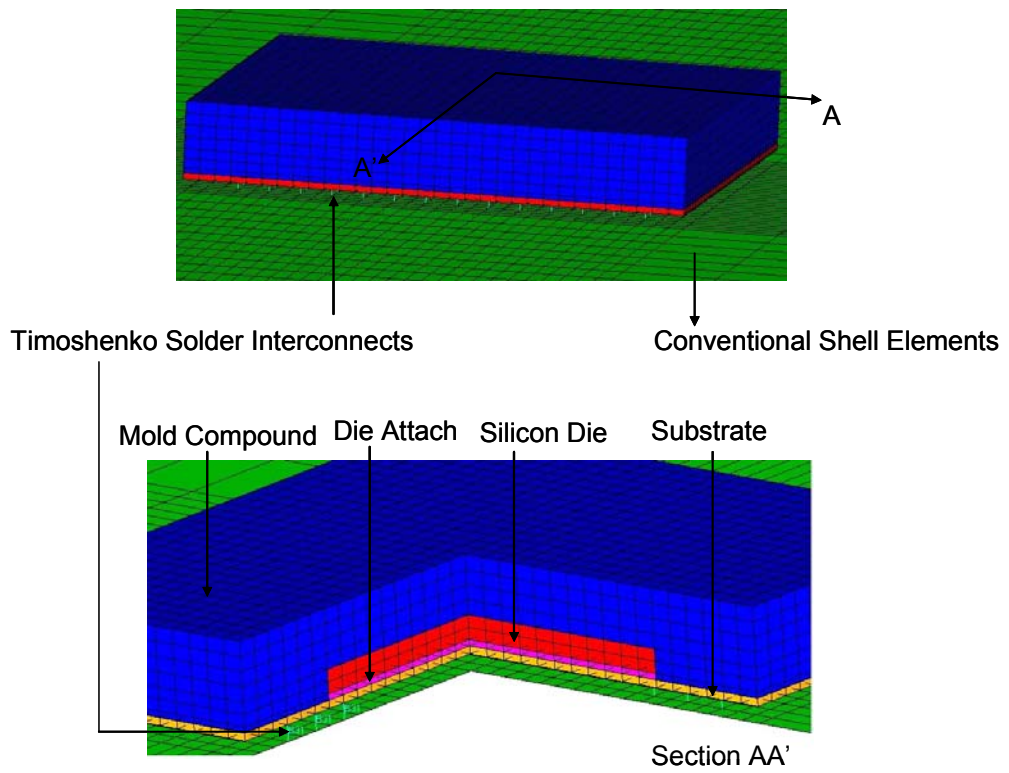 A
A'
Timoshenko Solder Interconnects
Conventional Shell Elements
Mold Compound
Die Attach
Silicon Die
Substrate
Section AA'